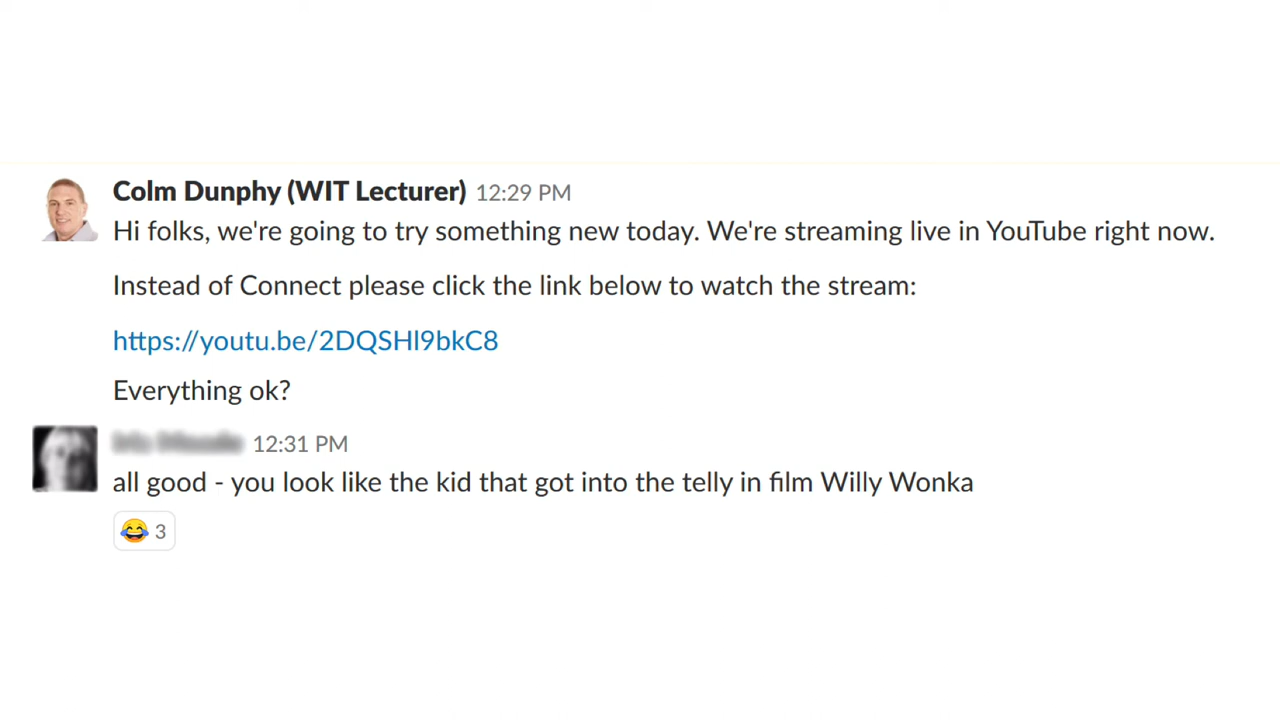 Colm Dunphy (WIT Lecturer) 12:29 PM
Hi folks, we're going to try something new today. We're streaming live in YouTube right now.
Instead of Connect please click the link below to watch the stream:
https://youtu.be/2DQSHl9bkC8
Everything ok?
12:31 PM
all good - you look like the kid that got into the telly in film Willy Wonka
😂 3